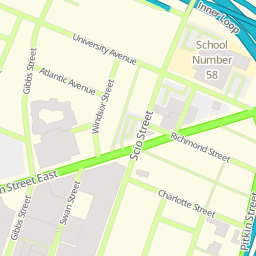 Inner Loop
University Avenue
School
Number
58
Gibbs Street
Atlantic Avenue
Windsor Street
Scio Street
Richmond Street
n Street East
Swan Street
Charlotte Street
Gibbs Street
Pitkin Street